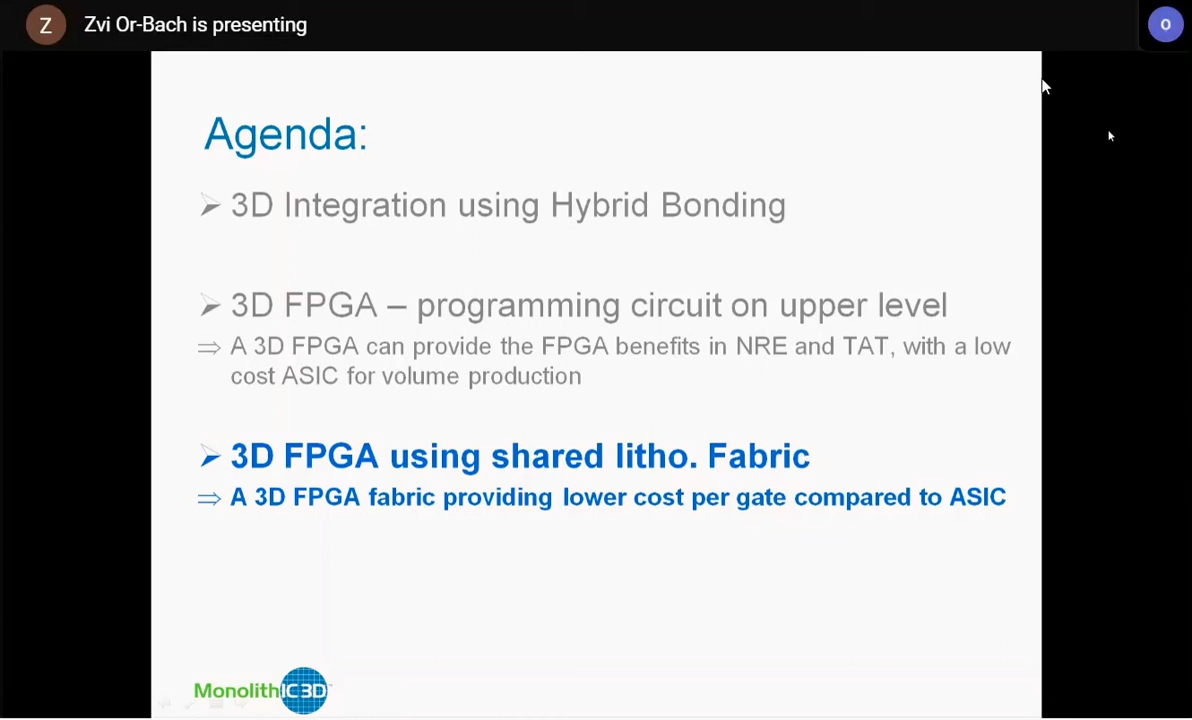 Z
Zvi Or-Bach is presenting
O
Agenda:
➢ 3D Integration using Hybrid Bonding
➢ 3D FPGA – programming circuit on upper level
⇒ A 3D FPGA can provide the FPGA benefits in NRE and TAT, with a low
cost ASIC for volume production
➢ 3D FPGA using shared litho. Fabric
⇒ A 3D FPGA fabric providing lower cost per gate compared to ASIC
MonolithIC3D